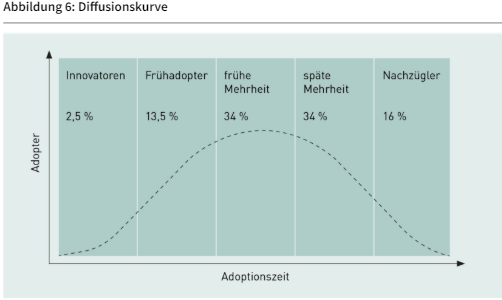 Abbildung 6: Diffusionskurve
Innovatoren
2,5 %
Frühadopter
13,5 %
frühe
Mehrheit
34 %
späte
Mehrheit
34 %
Nachzügler
16 %
Adopter
Adoptionszeit